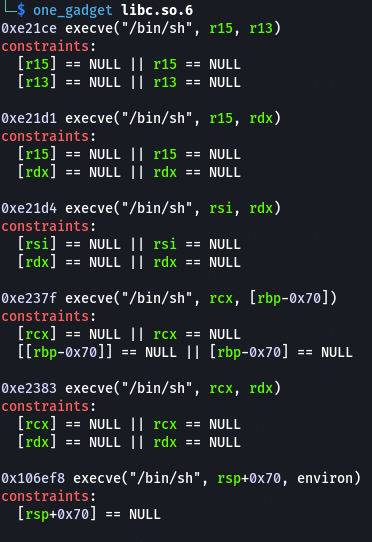 └─$ one_gadget libc.so.6
0xe21ce execve("/bin/sh", r15, r13)
constraints:
  [r15] == NULL || r15 == NULL
  [r13] == NULL || r13 == NULL
0xe21d1 execve("/bin/sh", r15, rdx)
constraints:
  [r15] == NULL || r15 == NULL
  [rdx] == NULL || rdx == NULL
0xe21d4 execve("/bin/sh", rsi, rdx)
constraints:
  [rsi] == NULL || rsi == NULL
  [rdx] == NULL || rdx == NULL
0xe237f execve("/bin/sh", rcx, [rbp-0x70])
constraints:
  [rcx] == NULL || rcx == NULL
  [[rbp-0x70]] == NULL || [rbp-0x70] == NULL
0xe2383 execve("/bin/sh", rcx, rdx)
constraints:
  [rcx] == NULL || rcx == NULL
  [rdx] == NULL || rdx == NULL
0x106ef8 execve("/bin/sh", rsp+0x70, environ)
constraints:
  [rsp+0x70] == NULL